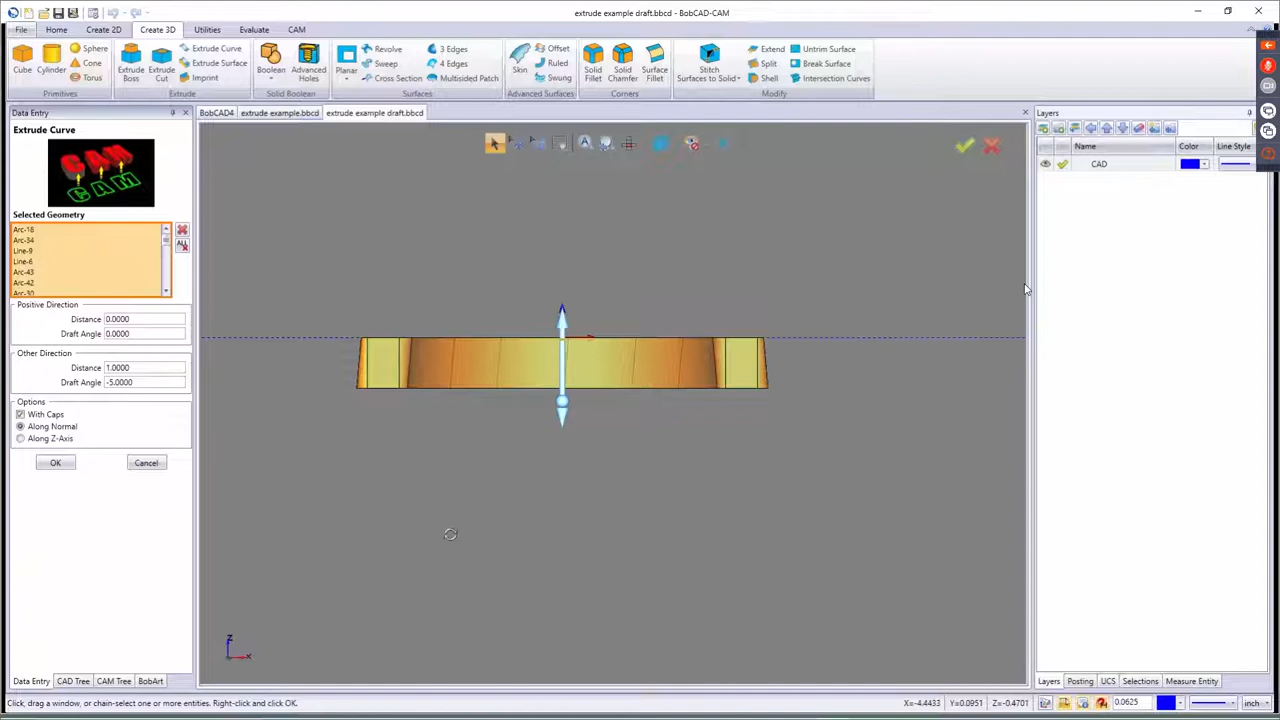 extrude example draft.bbcd - BobCAD-CAM
File Home Create 2D Create 3D Utilities Evaluate CAM
Sphere Extrude Curve Revolve 3 Edges Offset Extend Untrim Surface
Cone Extrude Surface Sweep 4 Edges Ruled Split Break Surface
Torus Imprint Cross Section Multisided Patch Swung Shell Intersection Curves
Cube Cylinder Extrude Boss Extrude Cut Boolean Advanced Holes Planar Skin Solid Fillet Solid Chamfer Surface Fillet Stitch Surfaces to Solid
Primitives Extrude Solid Boolean Surfaces Advanced Surfaces Corners Modify
Data Entry
BobCAD4 extrude example.bbcd extrude example draft.bbcd
Layers
Extrude Curve
CAM
CAM
Name Color Line Style
CAD
Selected Geometry
Arc-18
Arc-34
Line-9
Line-6
Arc-43
Arc-42
Arc-30
ALL
Positive Direction
Distance 0.0000
Draft Angle 0.0000
Other Direction
Distance 1.0000
Draft Angle -5.0000
Options
With Caps
Along Normal
Along Z-Axis
OK Cancel
Z
X
Data Entry CAD Tree CAM Tree BobArt
Layers Posting UCS Selections Measure Entity
Click, drag a window, or chain-select one or more entities. Right-click and click OK.
X=-4.4433 Y=0.0951 Z=-0.4701 0.0625 inch